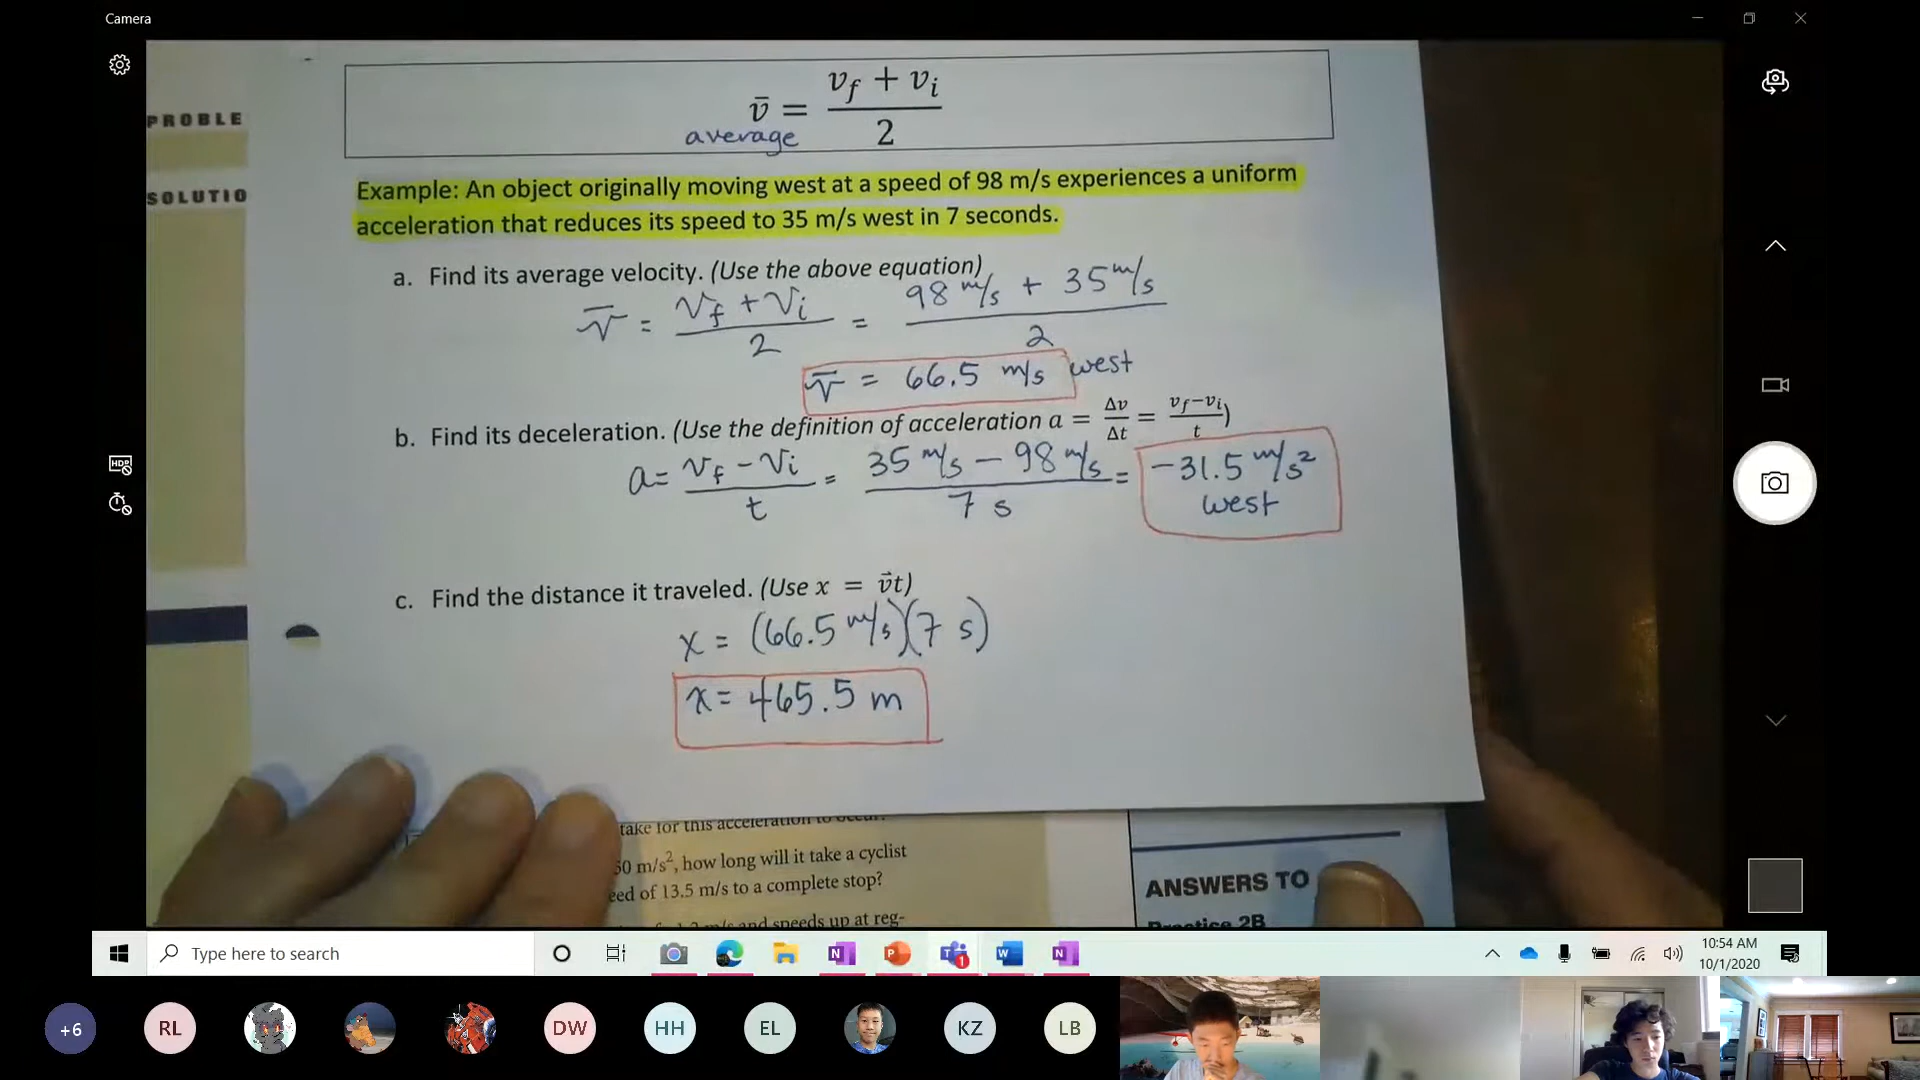 Camera
PROBLE
SOLUTIO
v̄ = (v_f + v_i)/2
average
Example: An object originally moving west at a speed of 98 m/s experiences a uniform
acceleration that reduces its speed to 35 m/s west in 7 seconds.
a. Find its average velocity. (Use the above equation)
v̄ = (v_f + v_i)/2 = (98 m/s + 35 m/s)/2
v̄ = 66.5 m/s west
b. Find its deceleration. (Use the definition of acceleration a = Δv/Δt = (v_f−v_i)/t)
a = (v_f − v_i)/t = (35 m/s − 98 m/s)/7 s = −31.5 m/s²
west
c. Find the distance it traveled. (Use x = v̄t)
x = (66.5 m/s)(7 s)
x = 465.5 m
take for this acceleration to occur?
50 m/s², how long will it take a cyclist
eed of 13.5 m/s to a complete stop?
m/s and speeds up at reg-
ANSWERS TO
Practice 2B
HDR
Type here to search
10:54 AM
10/1/2020
+6
RL
DW
HH
EL
KZ
LB